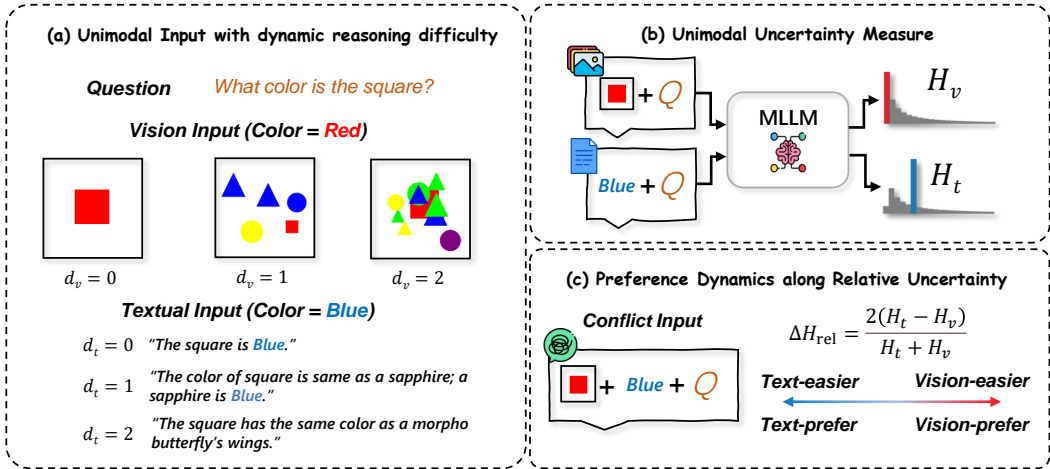 (a) Unimodal Input with dynamic reasoning difficulty
Question What color is the square?
Vision Input (Color = Red)
d_v = 0 d_v = 1 d_v = 2
Textual Input (Color = Blue)
d_t = 0 "The square is Blue."
d_t = 1 "The color of square is same as a sapphire; a
sapphire is Blue."
d_t = 2 "The square has the same color as a morpho
butterfly's wings."
(b) Unimodal Uncertainty Measure
+ Q
Blue + Q
MLLM
H_v
H_t
(c) Preference Dynamics along Relative Uncertainty
Conflict Input
+ Blue + Q
ΔH_rel = 2(H_t − H_v) / (H_t + H_v)
Text-easier Vision-easier
Text-prefer Vision-prefer